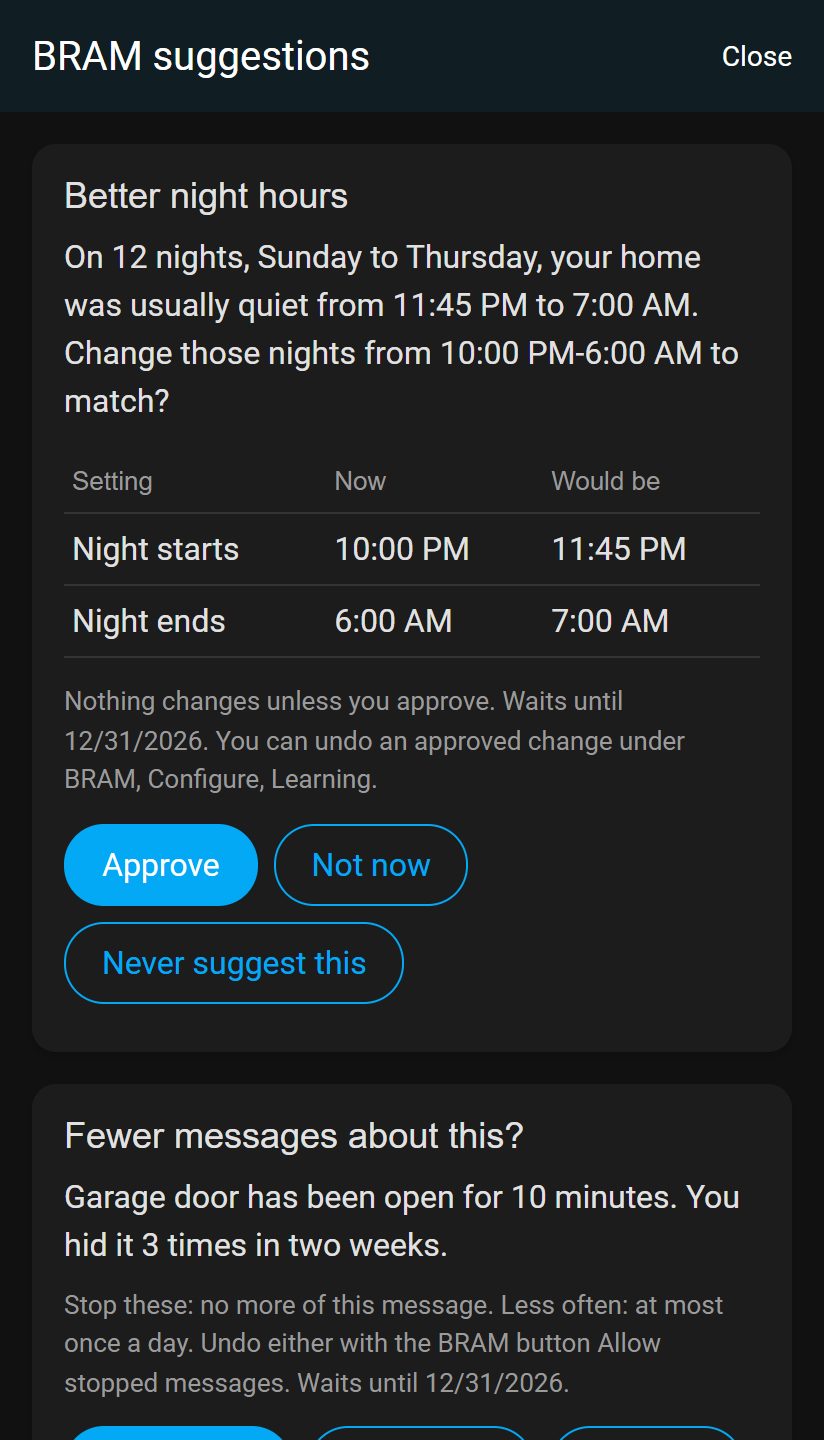 BRAM suggestions
Close
Better night hours
On 12 nights, Sunday to Thursday, your home
was usually quiet from 11:45 PM to 7:00 AM.
Change those nights from 10:00 PM-6:00 AM to
match?
Setting Now Would be
Night starts 10:00 PM 11:45 PM
Night ends 6:00 AM 7:00 AM
Nothing changes unless you approve. Waits until
12/31/2026. You can undo an approved change under
BRAM, Configure, Learning.
Approve Not now
Never suggest this
Fewer messages about this?
Garage door has been open for 10 minutes. You
hid it 3 times in two weeks.
Stop these: no more of this message. Less often: at most
once a day. Undo either with the BRAM button Allow
stopped messages. Waits until 12/31/2026.